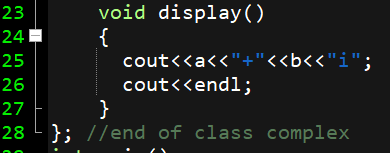 23 void display()
24 {
25 cout<<a<<"+"<<b<<"i";
26 cout<<endl;
27 }
28 }; //end of class complex